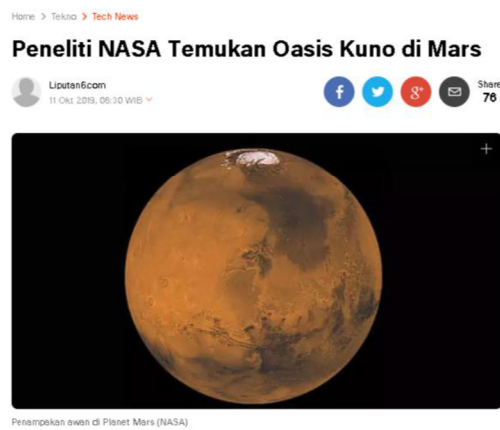 Home > Tekno > Tech News
Peneliti NASA Temukan Oasis Kuno di Mars
Liputan6.com
11 Okt 2019, 06:30 WIB
Share
76
Penampakan awan di Planet Mars (NASA)